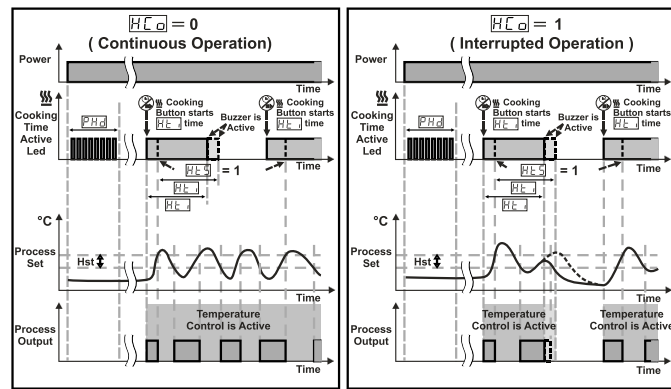 HCo = 0
( Continuous Operation)
Power
Time
Cooking
Time
Active
Led
PHd
Cooking
Button starts
Ht1 time
Buzzer is
Active
Cooking
Button starts
Ht1 time
HtS = 1
Ht1
Ht1
Time
°C
Process
Set
Hst
Time
Process
Output
Temperature
Control is Active
Time
HCo = 1
( Interrupted Operation )
Power
Time
Cooking
Time
Active
Led
PHd
Cooking
Button starts
Ht1 time
Buzzer is
Active
Cooking
Button starts
Ht1 time
HtS = 1
Ht1
Ht1
Time
°C
Process
Set
Hst
Time
Process
Output
Temperature
Control is Active
Temperature
Control is Active
Time